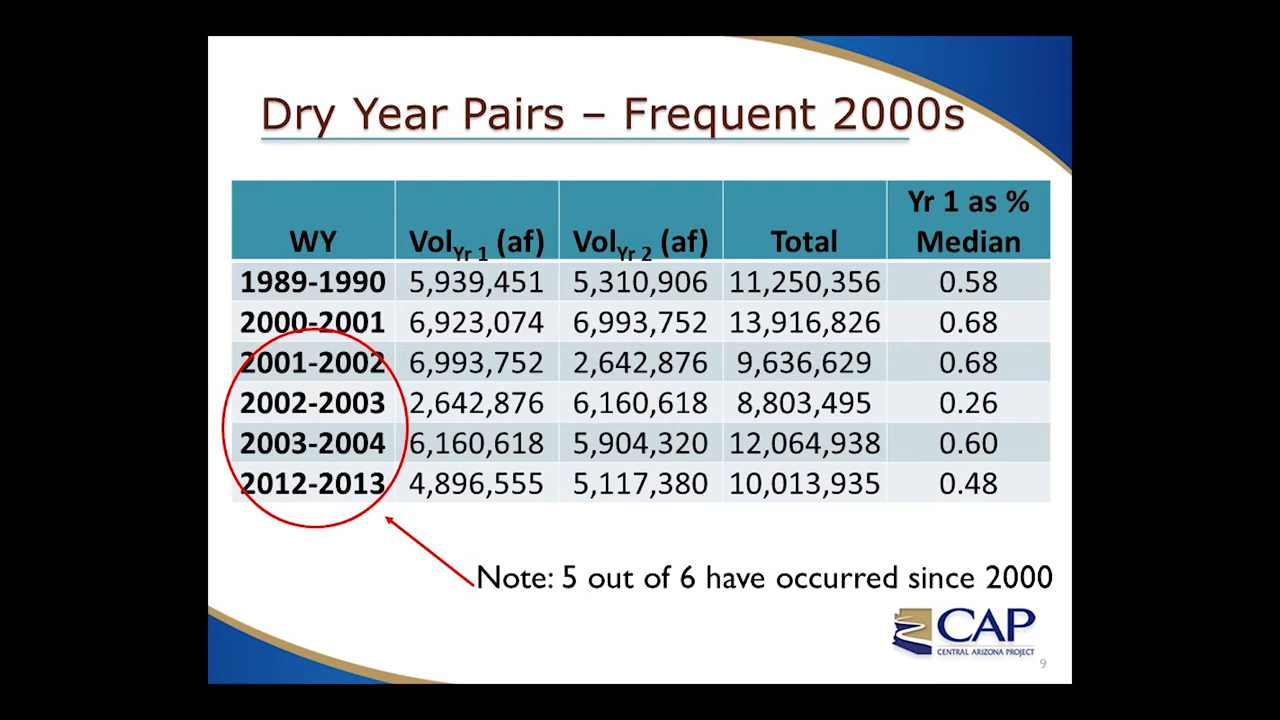 Dry Year Pairs – Frequent 2000s
WY Vol Yr 1 (af) Vol Yr 2 (af) Total Yr 1 as % Median
1989-1990 5,939,451 5,310,906 11,250,356 0.58
2000-2001 6,923,074 6,993,752 13,916,826 0.68
2001-2002 6,993,752 2,642,876 9,636,629 0.68
2002-2003 2,642,876 6,160,618 8,803,495 0.26
2003-2004 6,160,618 5,904,320 12,064,938 0.60
2012-2013 4,896,555 5,117,380 10,013,935 0.48
Note: 5 out of 6 have occurred since 2000
CAP
CENTRAL ARIZONA PROJECT
9